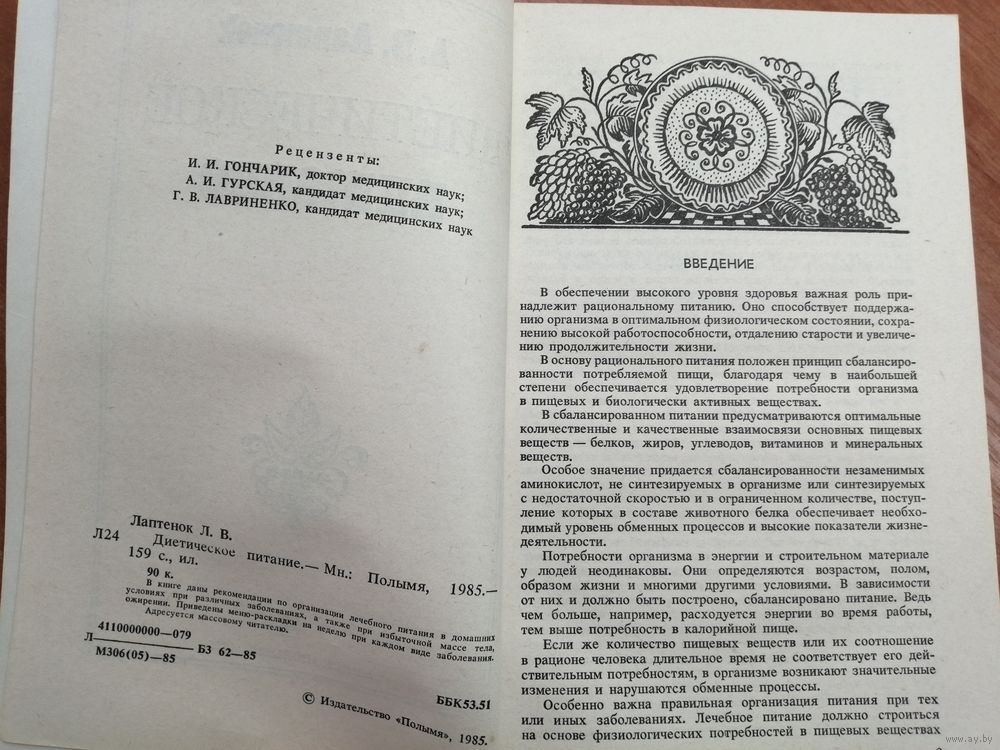 Рецензенты:
И. И. ГОНЧАРИК, доктор медицинских наук;
А. И. ГУРСКАЯ, кандидат медицинских наук;
Г. В. ЛАВРИНЕНКО, кандидат медицинских наук
Лаптенок Л. В.
Л24 Диетическое питание.— Мн.: Полымя, 1985.—
159 с., ил.
90 к.
В книге даны рекомендации по организации лечебного питания в домашних
условиях при различных заболеваниях, а также при избыточной массе тела,
ожирении. Приведены меню-раскладки на неделю при каждом виде заболевания.
Адресуется массовому читателю.
4110000000—079
Л БЗ 62—85
М306(05)—85
ББК53.51
© Издательство «Полымя», 1985.
ВВЕДЕНИЕ
В обеспечении высокого уровня здоровья важная роль при-
надлежит рациональному питанию. Оно способствует поддержа-
нию организма в оптимальном физиологическом состоянии, сохра-
нению высокой работоспособности, отдалению старости и увеличе-
нию продолжительности жизни.
В основу рационального питания положен принцип сбалансиро-
ванности потребляемой пищи, благодаря чему в наибольшей
степени обеспечивается удовлетворение потребности организма
в пищевых и биологически активных веществах.
В сбалансированном питании предусматриваются оптимальные
количественные и качественные взаимосвязи основных пищевых
веществ — белков, жиров, углеводов, витаминов и минеральных
веществ.
Особое значение придается сбалансированности незаменимых
аминокислот, не синтезируемых в организме или синтезируемых
с недостаточной скоростью и в ограниченном количестве, поступ-
ление которых в составе животного белка обеспечивает необхо-
димый уровень обменных процессов и высокие показатели жизне-
деятельности.
Потребности организма в энергии и строительном материале
у людей неодинаковы. Они определяются возрастом, полом,
образом жизни и многими другими условиями. В зависимости
от них и должно быть построено, сбалансировано питание. Ведь
чем больше, например, расходуется энергии во время работы,
тем выше потребность в калорийной пище.
Если же количество пищевых веществ или их соотношение
в рационе человека длительное время не соответствует его дей-
ствительным потребностям, в организме возникают значительные
изменения и нарушаются обменные процессы.
Особенно важна правильная организация питания при тех
или иных заболеваниях. Лечебное питание должно строиться
на основе физиологических потребностей в пищевых веществах
www.ay.by